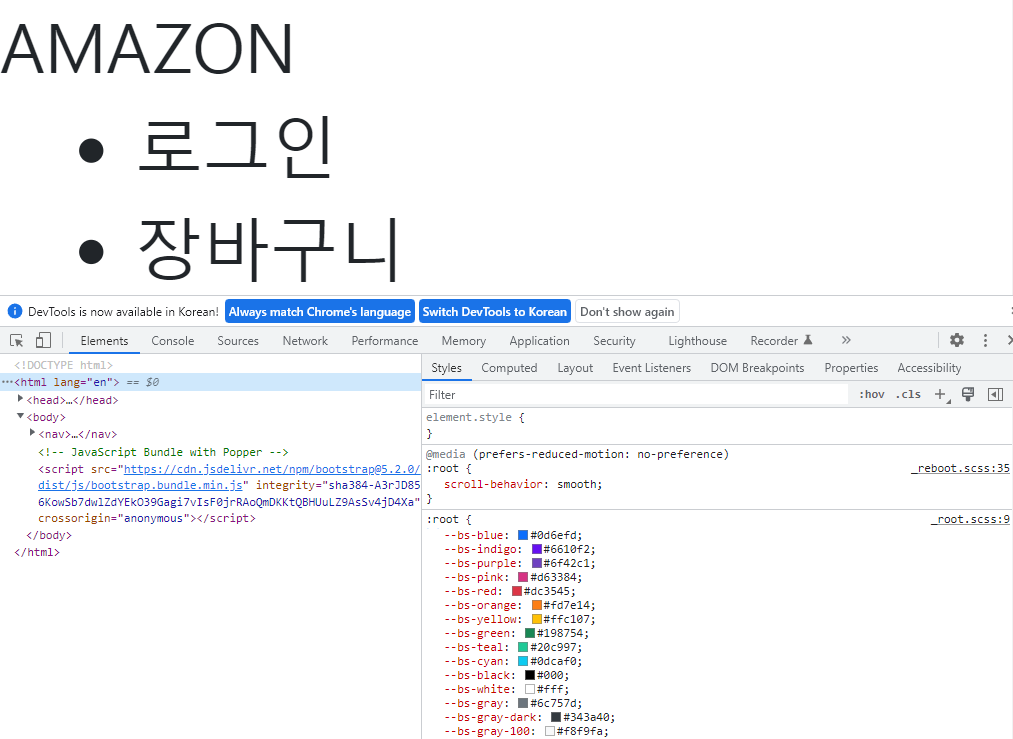 AMAZON
• 로그인
• 장바구니
DevTools is now available in Korean! Always match Chrome's language Switch DevTools to Korean Don't show again
Elements Console Sources Network Performance Memory Application Security Lighthouse Recorder »
<!DOCTYPE html>
<html lang="en"> == $0
<head>…</head>
<body>
<nav>…</nav>
<!-- JavaScript Bundle with Popper -->
<script src="https://cdn.jsdelivr.net/npm/bootstrap@5.2.0/
dist/js/bootstrap.bundle.min.js" integrity="sha384-A3rJD85
6KowSb7dwlZdYEkO39Gagi7vIsF0jrRAoQmDKKtQBHUuLZ9AsSv4jD4Xa"
crossorigin="anonymous"></script>
</body>
</html>
Styles Computed Layout Event Listeners DOM Breakpoints Properties Accessibility
Filter :hov .cls +
element.style {
}
@media (prefers-reduced-motion: no-preference)
:root { _reboot.scss:35
scroll-behavior: smooth;
}
:root { _root.scss:9
--bs-blue: #0d6efd;
--bs-indigo: #6610f2;
--bs-purple: #6f42c1;
--bs-pink: #d63384;
--bs-red: #dc3545;
--bs-orange: #fd7e14;
--bs-yellow: #ffc107;
--bs-green: #198754;
--bs-teal: #20c997;
--bs-cyan: #0dcaf0;
--bs-black: #000;
--bs-white: #fff;
--bs-gray: #6c757d;
--bs-gray-dark: #343a40;
--bs-gray-100: #f8f9fa;